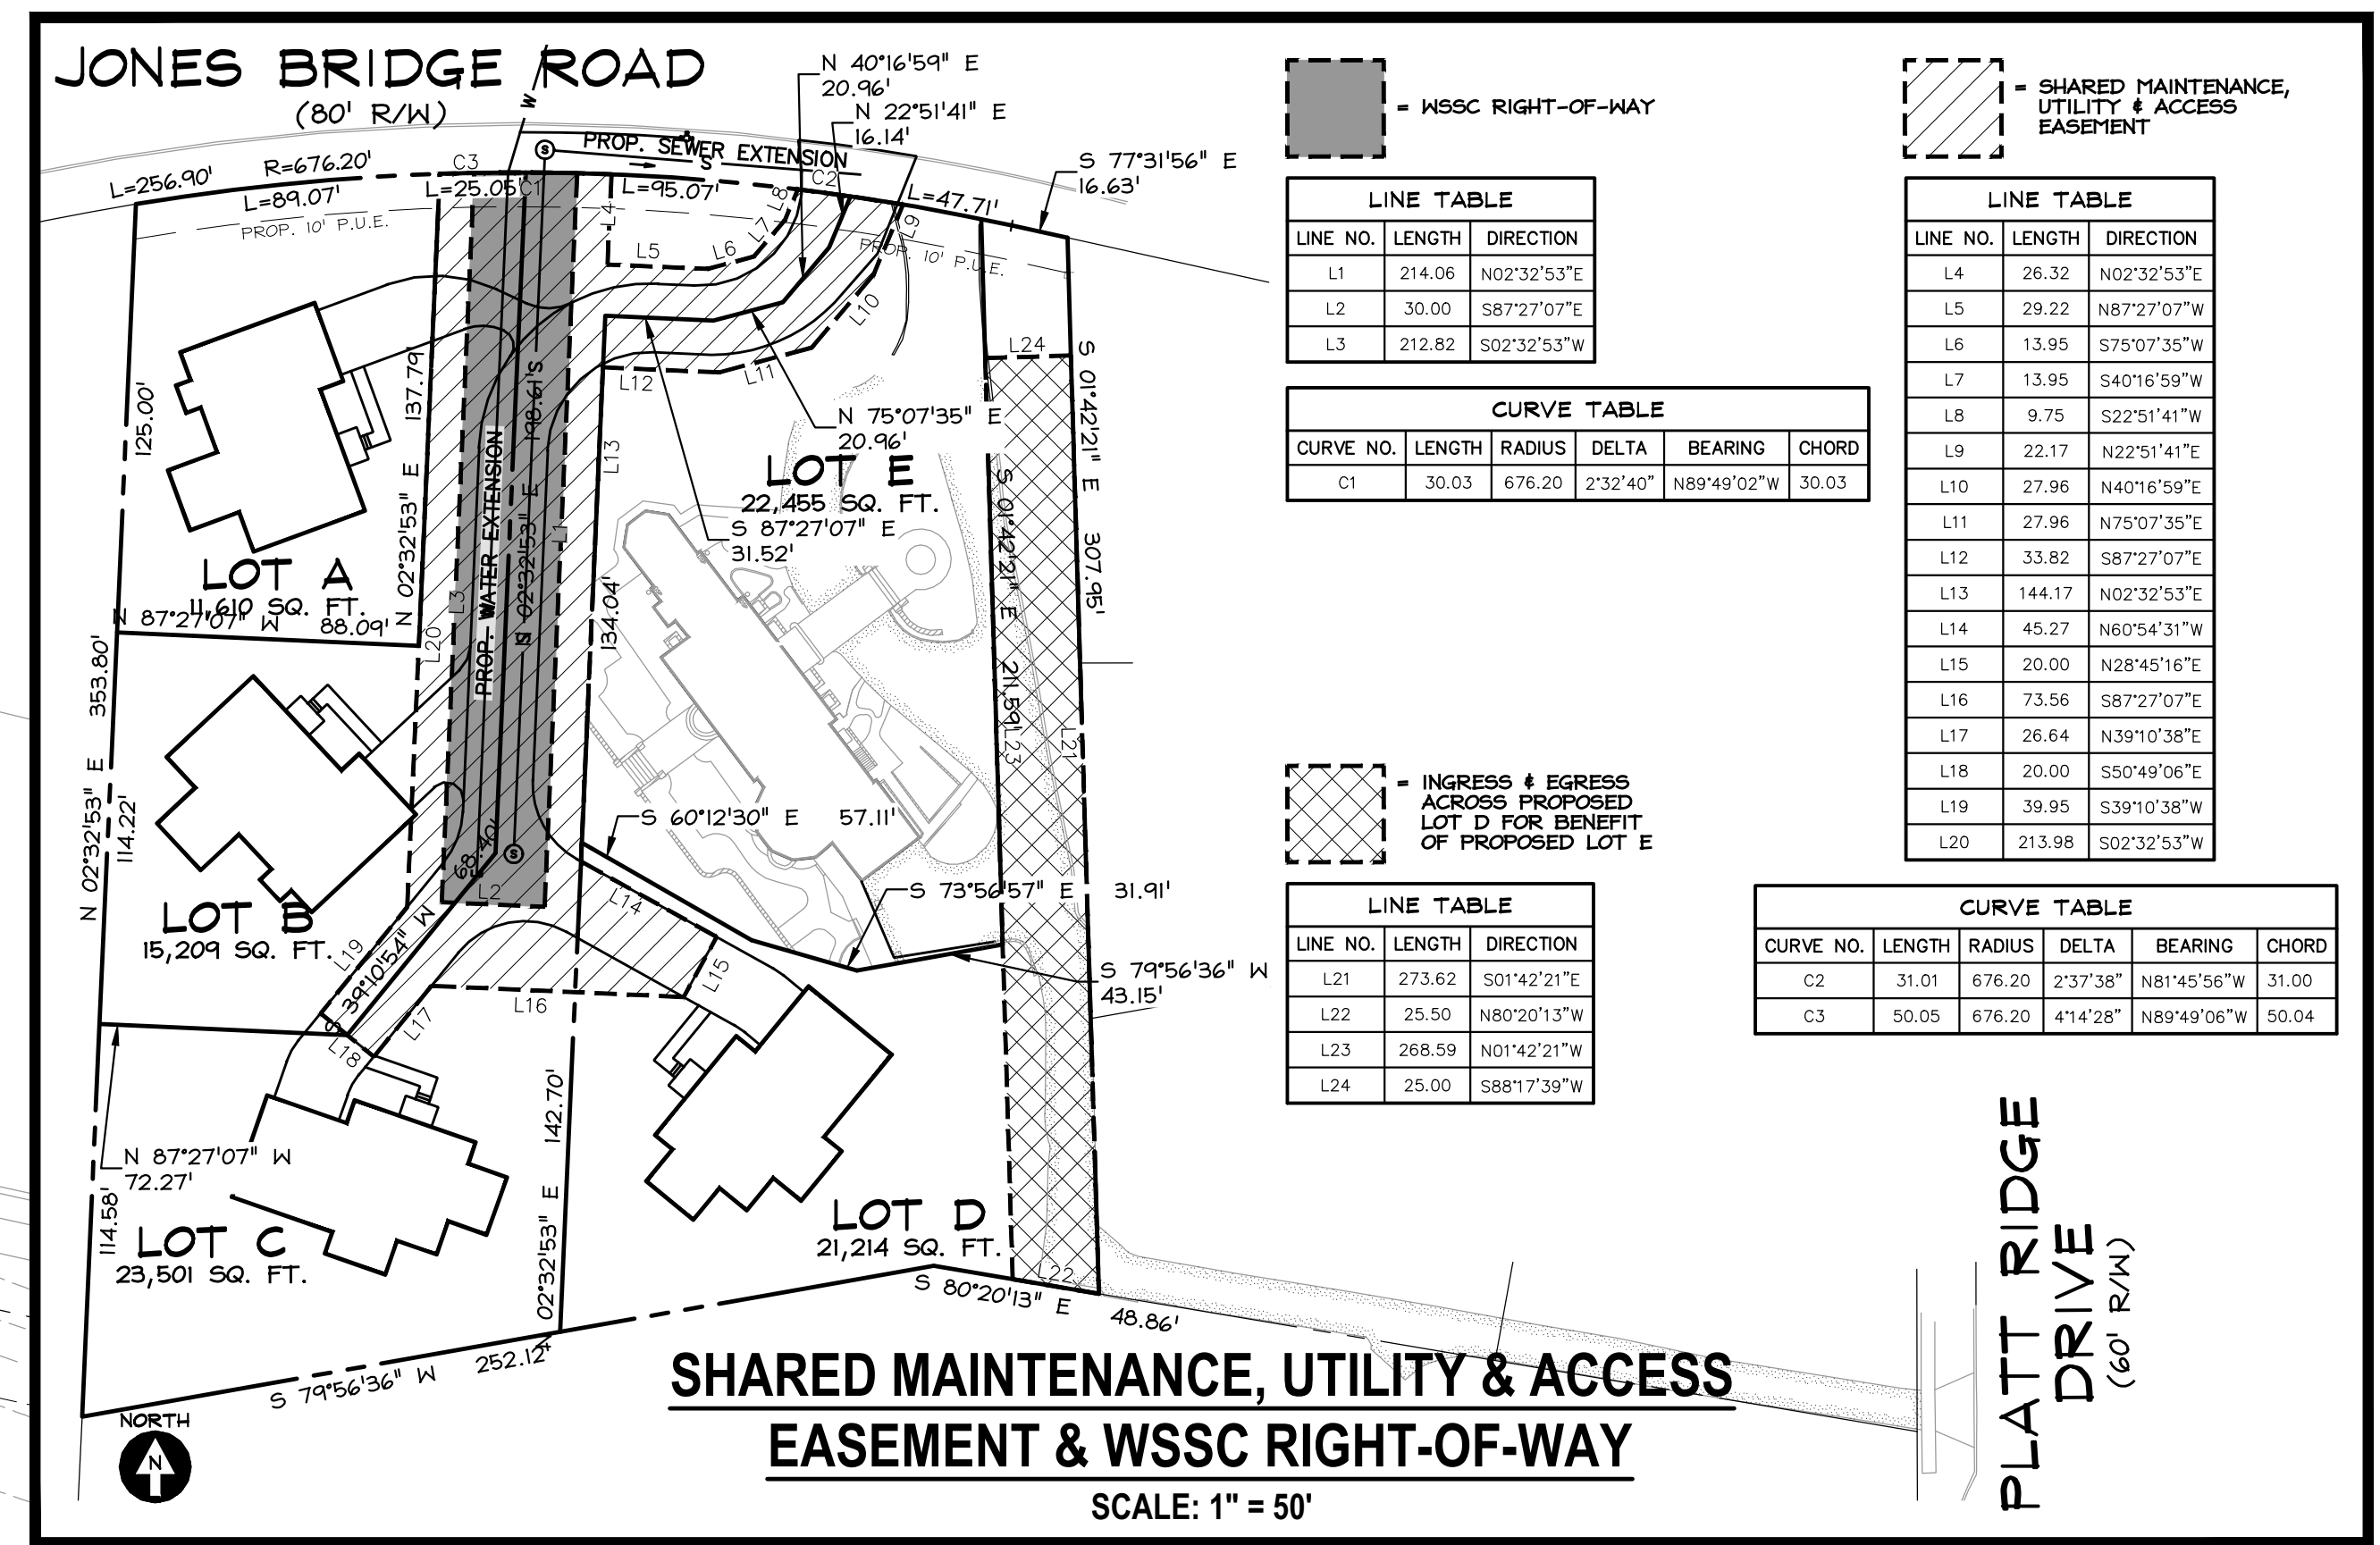 JONES BRIDGE ROAD
(80' R/W)
N 40°16'59" E
20.96'
N 22°51'41" E
16.14'
S 77°31'56" E
16.63'
W
S
PROP. SEWER EXTENSION
S
L=256.90'
R=676.20'
C3
L=89.07'
L=25.05'
C1
L=95.07'
C2
L=47.71'
PROP. 10' P.U.E.
PROP. 10' P.U.E.
L4
L5
L6
L7
L8
L9
L10
L11
L12
L13
L24
125.00'
137.79'
N 02°32'53" E
198.61'
S
PROP. WATER EXTENSION
02°32'53" E
L1
L3
L20
134.04'
N 75°07'35" E
20.96'
LOT E
22,455 SQ. FT.
S 87°27'07" E
31.52'
S 01°42'21" E
307.95'
S 01°42'21" E
211.59'
L23
L21
LOT A
11,610 SQ. FT.
N 87°27'07" W
88.09'
353.80'
N 02°32'53" E
114.22'
S 60°12'30" E 57.11'
S 73°56'57" E 31.91'
S 79°56'36" W
43.15'
S
68.40'
L2
LOT B
15,209 SQ. FT.
L19
S 39°10'54" W
L14
L15
L16
L17
L18
N 87°27'07" W
72.27'
114.58'
142.70'
02°32'53" E
LOT C
23,501 SQ. FT.
LOT D
21,214 SQ. FT.
L22
S 80°20'13" E
48.86'
S 79°56'36" W
252.12'
NORTH
N
= WSSC RIGHT-OF-WAY
LINE TABLE
LINE NO. LENGTH DIRECTION
L1 214.06 N02°32'53"E
L2 30.00 S87°27'07"E
L3 212.82 S02°32'53"W
CURVE TABLE
CURVE NO. LENGTH RADIUS DELTA BEARING CHORD
C1 30.03 676.20 2°32'40" N89°49'02"W 30.03
= INGRESS & EGRESS
ACROSS PROPOSED
LOT D FOR BENEFIT
OF PROPOSED LOT E
LINE TABLE
LINE NO. LENGTH DIRECTION
L21 273.62 S01°42'21"E
L22 25.50 N80°20'13"W
L23 268.59 N01°42'21"W
L24 25.00 S88°17'39"W
= SHARED MAINTENANCE,
UTILITY & ACCESS
EASEMENT
LINE TABLE
LINE NO. LENGTH DIRECTION
L4 26.32 N02°32'53"E
L5 29.22 N87°27'07"W
L6 13.95 S75°07'35"W
L7 13.95 S40°16'59"W
L8 9.75 S22°51'41"W
L9 22.17 N22°51'41"E
L10 27.96 N40°16'59"E
L11 27.96 N75°07'35"E
L12 33.82 S87°27'07"E
L13 144.17 N02°32'53"E
L14 45.27 N60°54'31"W
L15 20.00 N28°45'16"E
L16 73.56 S87°27'07"E
L17 26.64 N39°10'38"E
L18 20.00 S50°49'06"E
L19 39.95 S39°10'38"W
L20 213.98 S02°32'53"W
CURVE TABLE
CURVE NO. LENGTH RADIUS DELTA BEARING CHORD
C2 31.01 676.20 2°37'38" N81°45'56"W 31.00
C3 50.05 676.20 4°14'28" N89°49'06"W 50.04
PLATT RIDGE
DRIVE
(60' R/W)
SHARED MAINTENANCE, UTILITY & ACCESS
EASEMENT & WSSC RIGHT-OF-WAY
SCALE: 1" = 50'